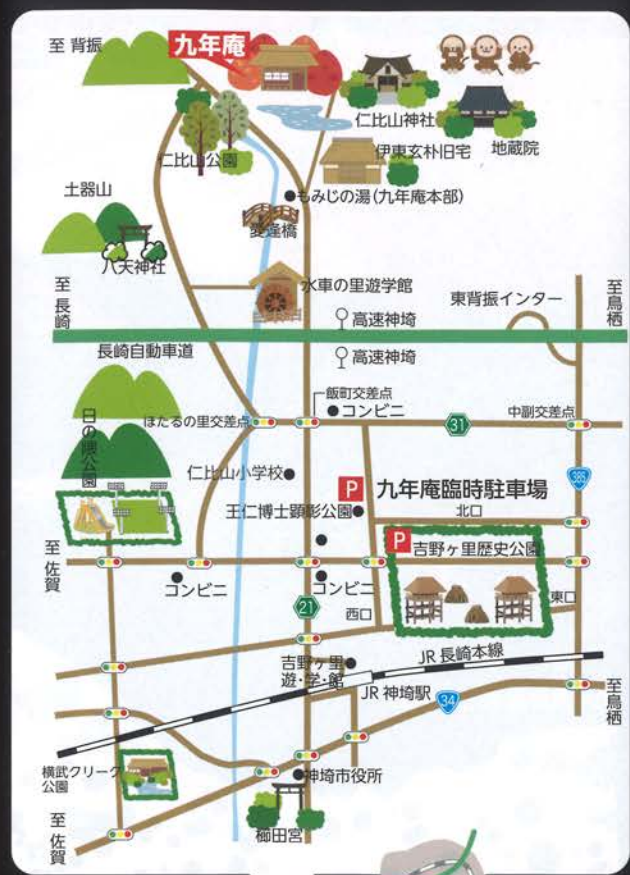 至 背振
九年庵
仁比山神社
地蔵院
仁比山公園
伊東玄朴旧宅
もみじの湯(九年庵本部)
土器山
愛逢橋
八天神社
水車の里遊学館
至長崎
東背振インター
至鳥栖
高速神埼
長崎自動車道
高速神埼
飯町交差点
コンビニ
ほたるの里交差点
31
中副交差点
日の隈公園
仁比山小学校
385
P
九年庵臨時駐車場
王仁博士顕彰公園
北口
P
吉野ヶ里歴史公園
至佐賀
コンビニ
コンビニ
21
西口
東口
吉野ヶ里
遊・学・館
JR 長崎本線
JR 神埼駅
34
至鳥栖
横武クリーク
公園
神埼市役所
至佐賀
櫛田宮